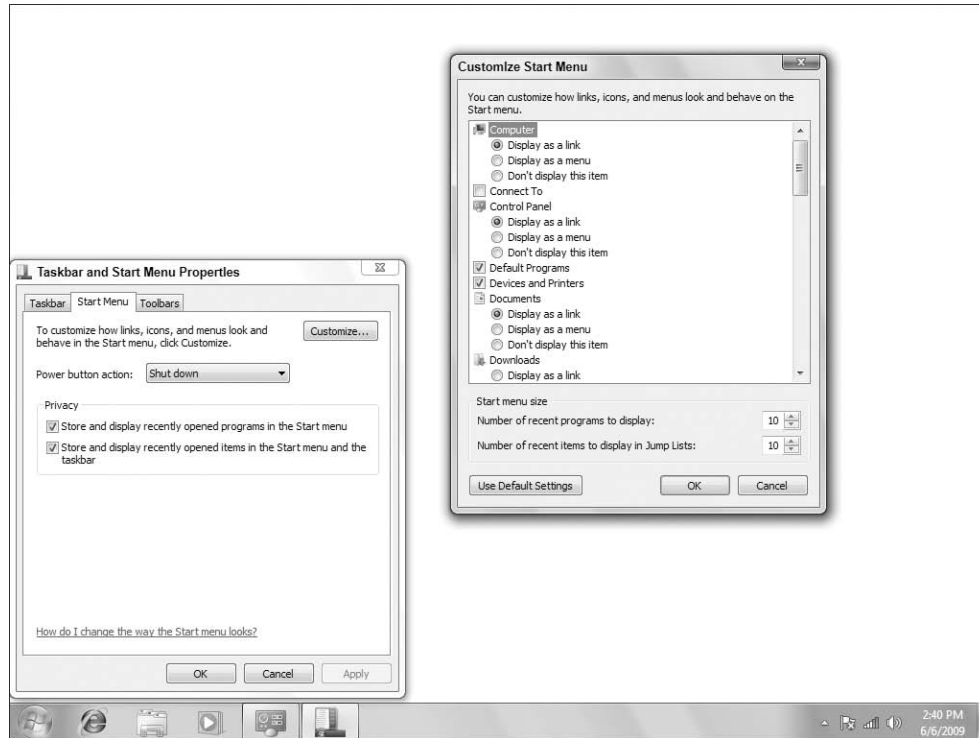 Customize Start Menu
You can customize how links, icons, and menus look and behave on the
Start menu.
Computer
Display as a link
Display as a menu
Don't display this item
Connect To
Control Panel
Display as a link
Display as a menu
Don't display this item
Default Programs
Devices and Printers
Documents
Display as a link
Display as a menu
Don't display this item
Downloads
Display as a link
Start menu size
Number of recent programs to display: 10
Number of recent items to display in Jump Lists: 10
Use Default Settings OK Cancel
Taskbar and Start Menu Properties
Taskbar Start Menu Toolbars
To customize how links, icons, and menus look and
behave in the Start menu, click Customize.
Customize...
Power button action: Shut down
Privacy
Store and display recently opened programs in the Start menu
Store and display recently opened items in the Start menu and the
taskbar
How do I change the way the Start menu looks?
OK Cancel Apply
2:40 PM
6/6/2009